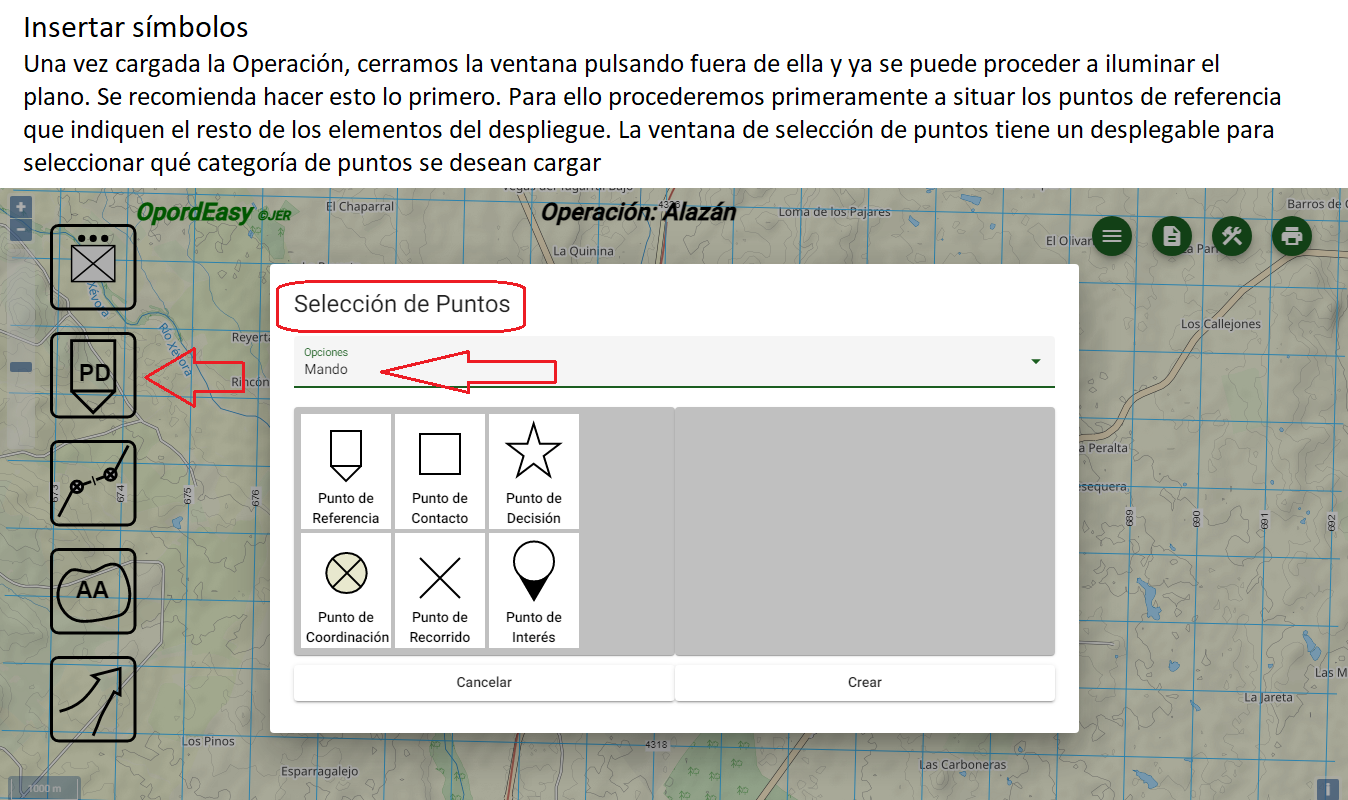 Insertar símbolos
Una vez cargada la Operación, cerramos la ventana pulsando fuera de ella y ya se puede proceder a iluminar el
plano. Se recomienda hacer esto lo primero. Para ello procederemos primeramente a situar los puntos de referencia
que indiquen el resto de los elementos del despliegue. La ventana de selección de puntos tiene un desplegable para
seleccionar qué categoría de puntos se desean cargar
OpordEasy ©JER
El Chaparral
Operación: Alazán
Loma de los Pajares
Barros de
La Quinina
El Olivar
Xévora
Río Xévora
Selección de Puntos
Los Callejones
Reyerta
Opciones
Mando
PD
Rincón
a Peralta
esequera
673
674
675
676
689
690
691
692
Punto de
Referencia
Punto de
Contacto
Punto de
Decisión
Punto de
Coordinación
Punto de
Recorrido
Punto de
Interés
AA
Cancelar
Crear
Las M
La Jareta
Los Pinos
4318
Esparragalejo
Las Carboneras
1000 m
i